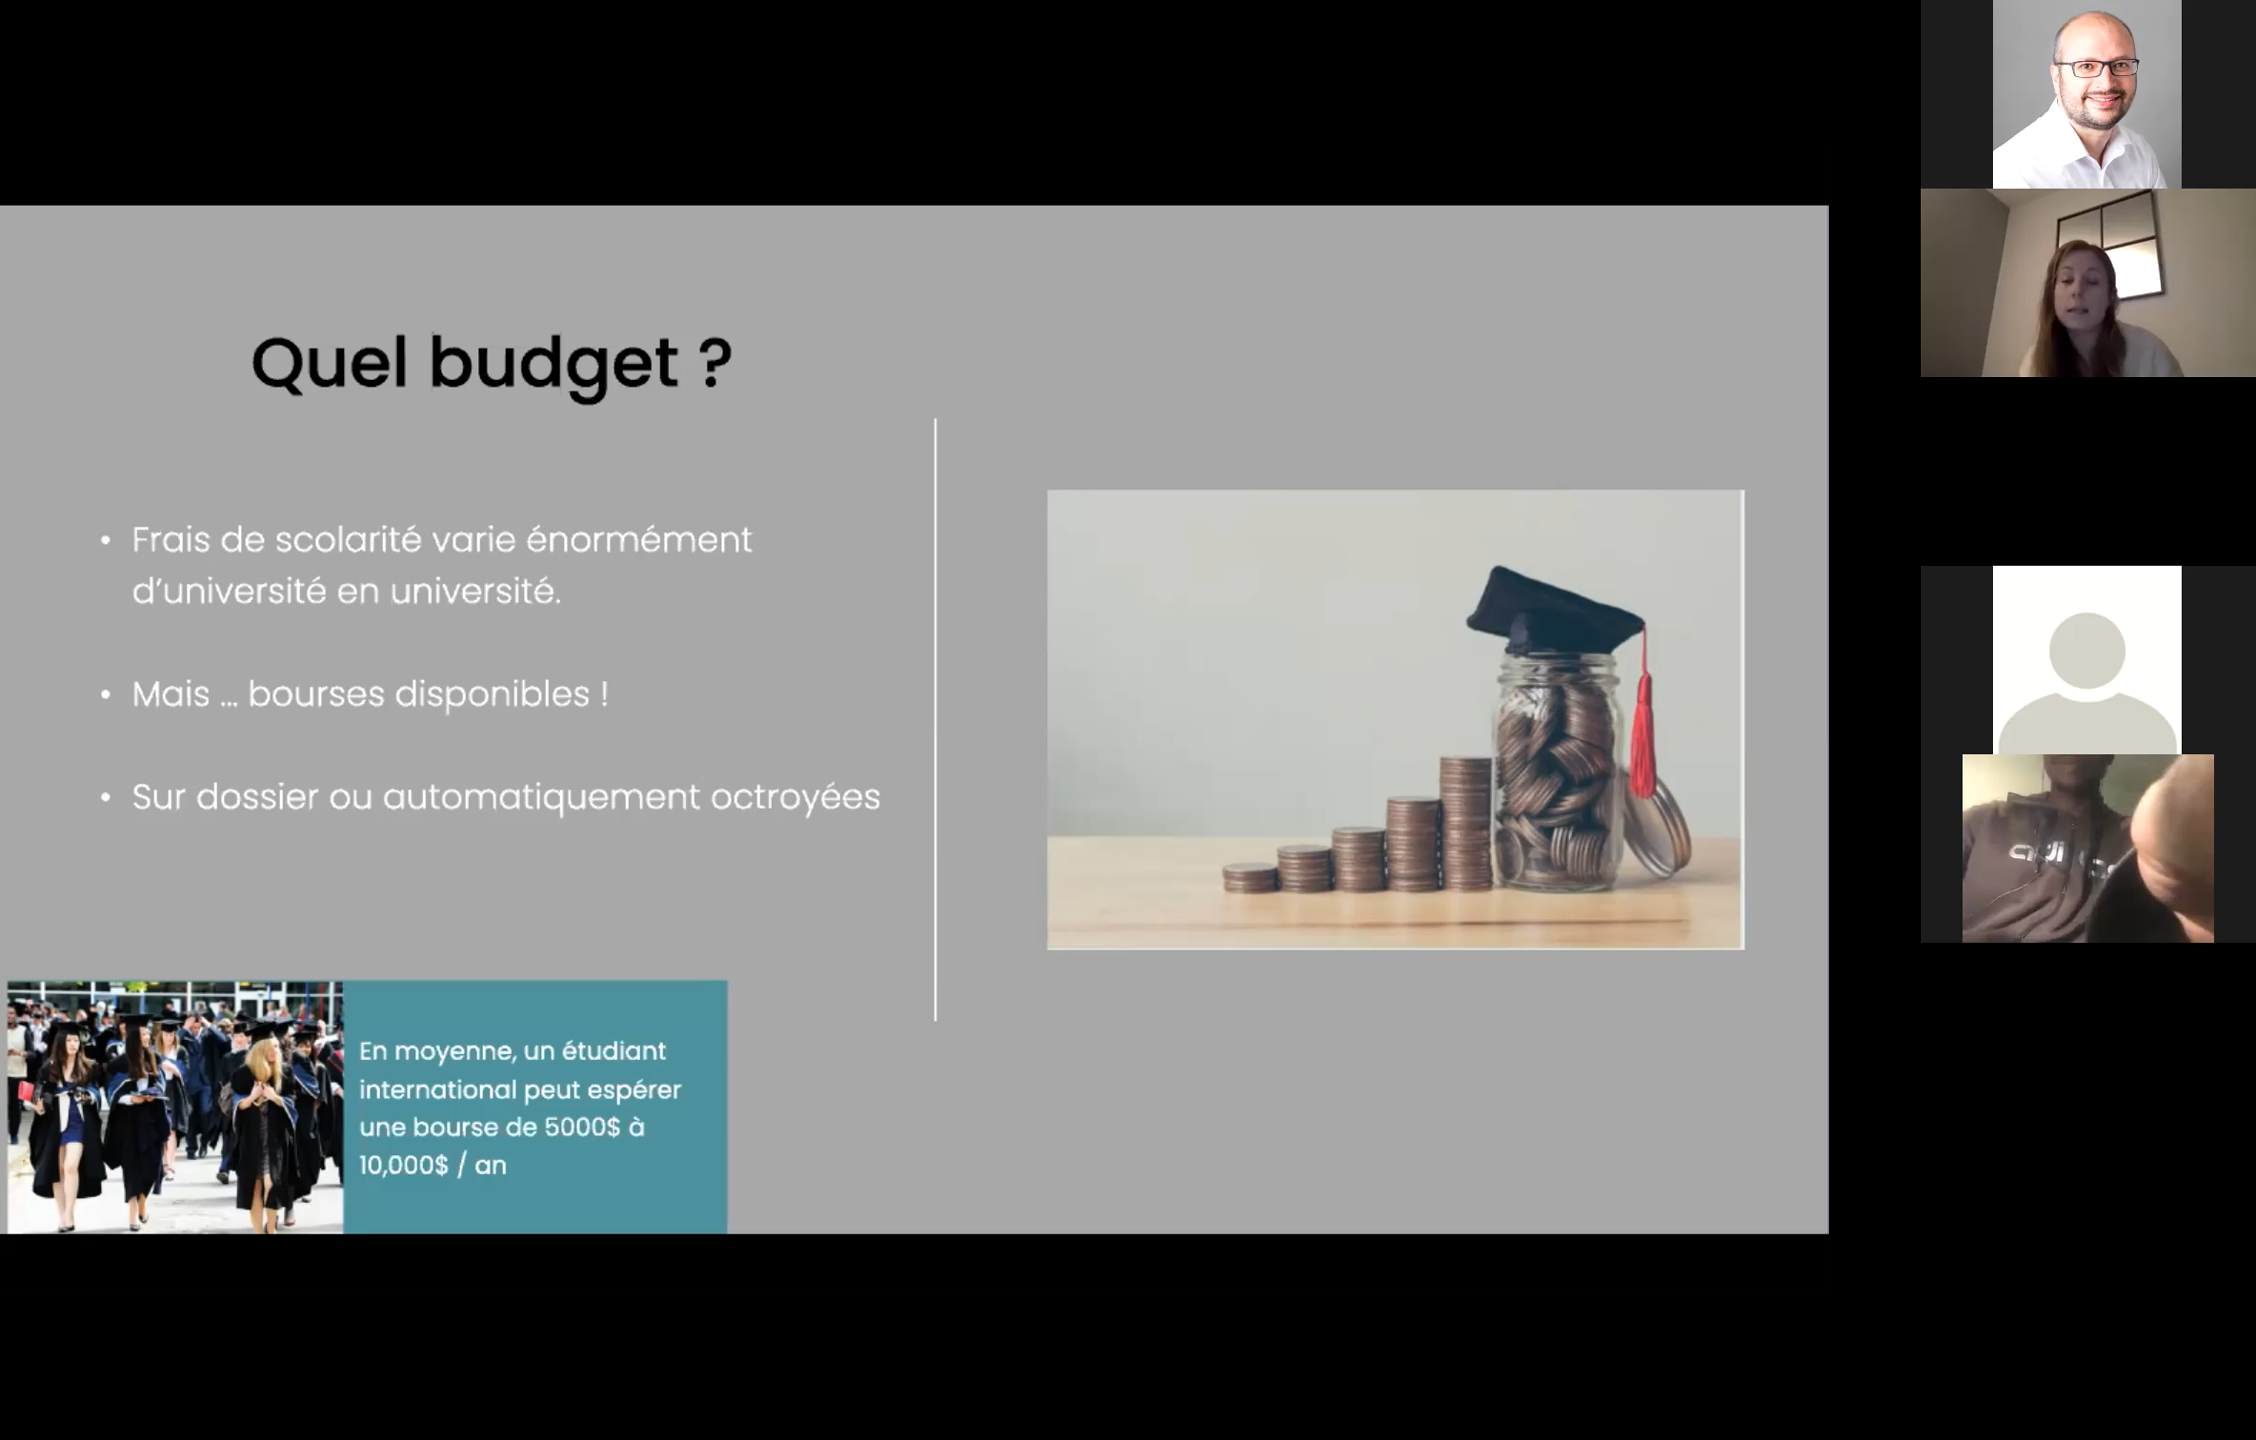 Quel budget ?
• Frais de scolarité varie énormément
d’université en université.
• Mais ... bourses disponibles !
• Sur dossier ou automatiquement octroyées
En moyenne, un étudiant
international peut espérer
une bourse de 5000$ à
10,000$ / an